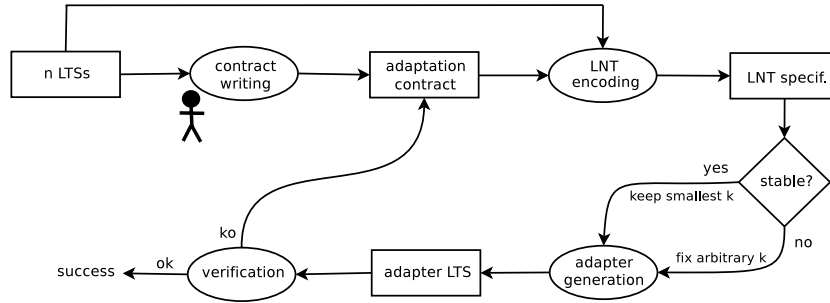 n LTSs
contract
writing
adaptation
contract
LNT
encoding
LNT specif.
stable?
yes
keep smallest k
no
fix arbitrary k
adapter
generation
adapter LTS
verification
ko
ok
success